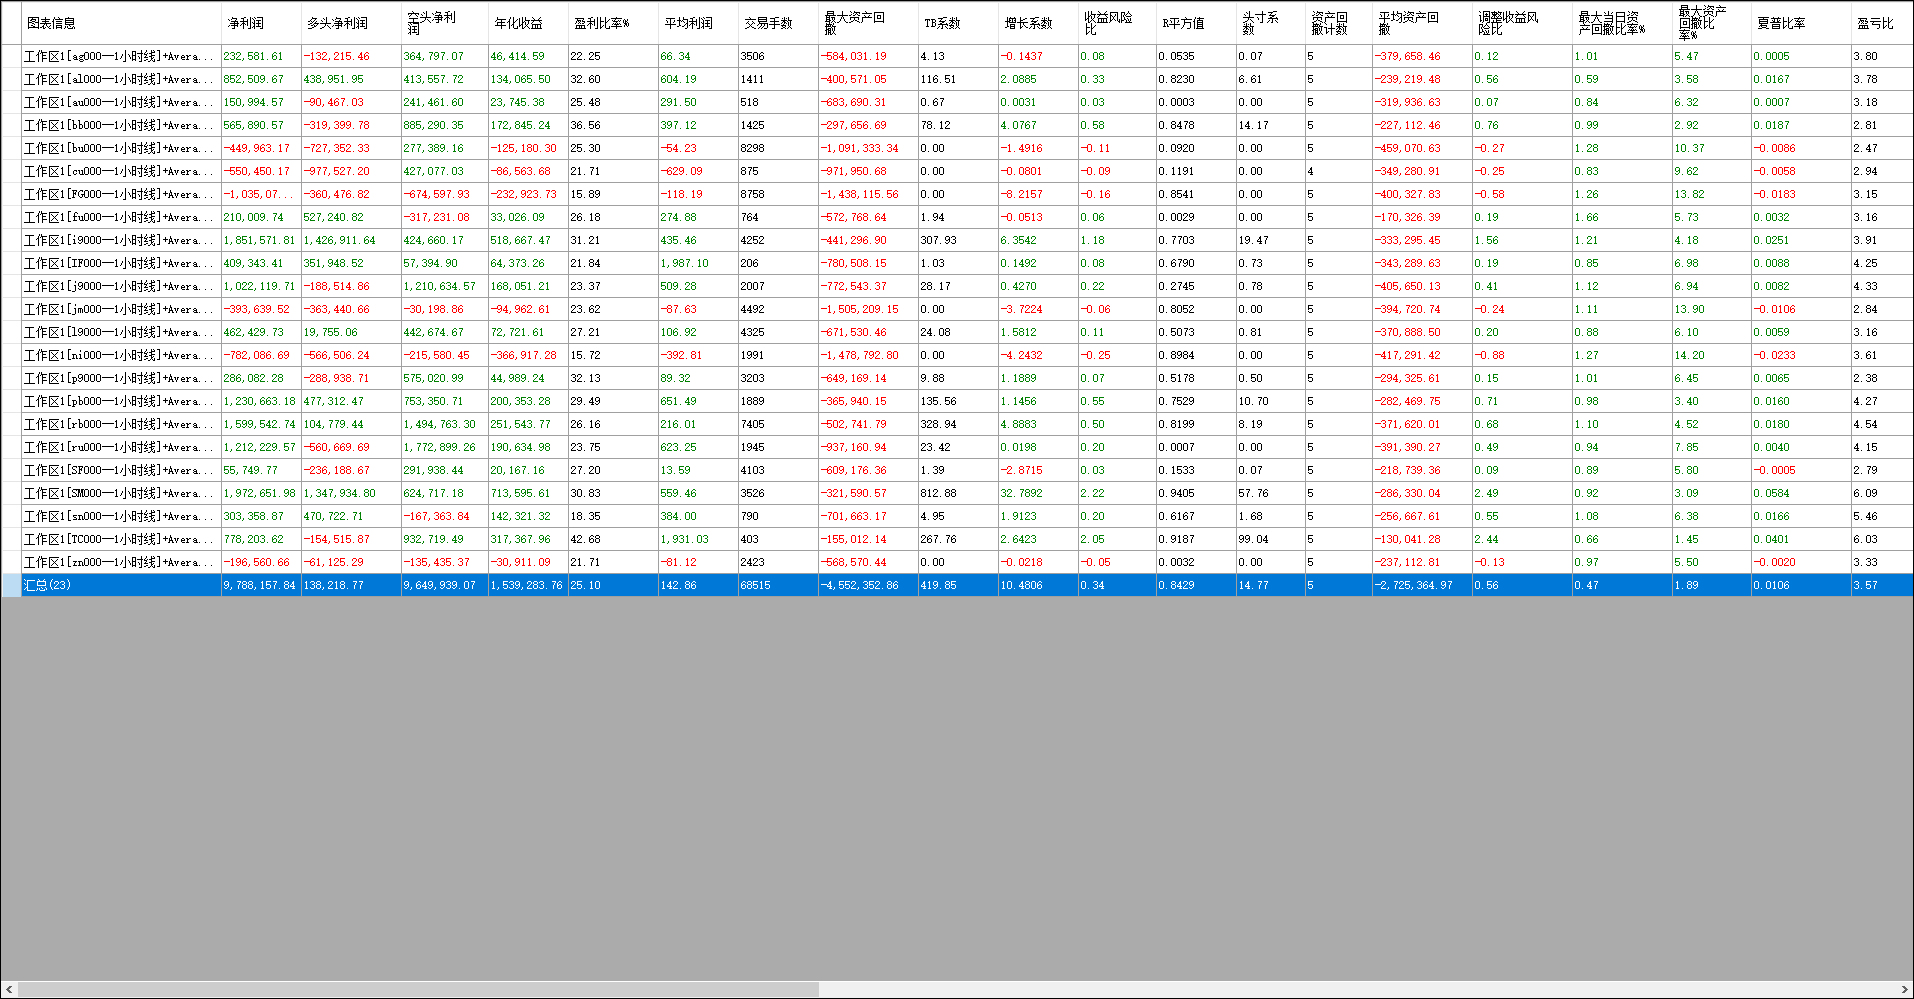 图表信息 净利润 多头净利润 空头净利润 年化收益 盈利比率% 平均利润 交易手数 最大资产回撤 TB系数 增长系数 收益风险比 R平方值 头寸系数 资产回撤计数 平均资产回撤 调整收益风险比 最大当日资产回撤比率% 最大资产回撤比率% 夏普比率 盈亏比
工作区1[ag000—1小时线]+Avera... 232,581.61 -132,215.46 364,797.07 46,414.59 22.25 66.34 3506 -584,031.19 4.13 -0.1437 0.08 0.0535 0.07 5 -379,658.46 0.12 1.01 5.47 0.0005 3.80
工作区1[al000—1小时线]+Avera... 852,509.67 438,951.95 413,557.72 134,065.50 32.60 604.19 1411 -400,571.05 116.51 2.0885 0.33 0.8230 6.61 5 -239,219.48 0.56 0.59 3.58 0.0167 3.78
工作区1[au000—1小时线]+Avera... 150,994.57 -90,467.03 241,461.60 23,745.38 25.48 291.50 518 -683,690.31 0.67 0.0031 0.03 0.0003 0.00 5 -319,936.63 0.07 0.84 6.32 0.0007 3.18
工作区1[bb000—1小时线]+Avera... 565,890.57 -319,399.78 885,290.35 172,845.24 36.56 397.12 1425 -297,656.69 78.12 4.0767 0.58 0.8478 14.17 5 -227,112.46 0.76 0.99 2.92 0.0187 2.81
工作区1[bu000—1小时线]+Avera... -449,963.17 -727,352.33 277,389.16 -125,180.30 25.30 -54.23 8298 -1,091,333.34 0.00 -1.4916 -0.11 0.0920 0.00 5 -459,070.63 -0.27 1.28 10.37 -0.0086 2.47
工作区1[cu000—1小时线]+Avera... -550,450.17 -977,527.20 427,077.03 -86,563.68 21.71 -629.09 875 -971,950.68 0.00 -0.0801 -0.09 0.1191 0.00 4 -349,280.91 -0.25 0.83 9.62 -0.0058 2.94
工作区1[FG000—1小时线]+Avera... -1,035,07... -360,476.82 -674,597.93 -232,923.73 15.89 -118.19 8758 -1,438,115.56 0.00 -8.2157 -0.16 0.8541 0.00 5 -400,327.83 -0.58 1.26 13.82 -0.0183 3.15
工作区1[fu000—1小时线]+Avera... 210,009.74 527,240.82 -317,231.08 33,026.09 26.18 274.88 764 -572,768.64 1.94 -0.0513 0.06 0.0029 0.00 5 -170,326.39 0.19 1.66 5.73 0.0032 3.16
工作区1[i9000—1小时线]+Avera... 1,851,571.81 1,426,911.64 424,660.17 518,667.47 31.21 435.46 4252 -441,296.90 307.93 6.3542 1.18 0.7703 19.47 5 -333,295.45 1.56 1.21 4.18 0.0251 3.91
工作区1[IF000—1小时线]+Avera... 409,343.41 351,948.52 57,394.90 64,373.26 21.84 1,987.10 206 -780,508.15 1.03 0.1492 0.08 0.6790 0.73 5 -343,289.63 0.19 0.85 6.98 0.0088 4.25
工作区1[j9000—1小时线]+Avera... 1,022,119.71 -188,514.86 1,210,634.57 168,051.21 23.37 509.28 2007 -772,543.37 28.17 0.4270 0.22 0.2745 0.78 5 -405,650.13 0.41 1.12 6.94 0.0082 4.33
工作区1[jm000—1小时线]+Avera... -393,639.52 -363,440.66 -30,198.86 -94,962.61 23.62 -87.63 4492 -1,505,209.15 0.00 -3.7224 -0.06 0.8052 0.00 5 -394,720.74 -0.24 1.11 13.90 -0.0106 2.84
工作区1[l9000—1小时线]+Avera... 462,429.73 19,755.06 442,674.67 72,721.61 27.21 106.92 4325 -671,530.46 24.08 1.5812 0.11 0.5073 0.81 5 -370,888.50 0.20 0.88 6.10 0.0059 3.16
工作区1[ni000—1小时线]+Avera... -782,086.69 -566,506.24 -215,580.45 -366,917.28 15.72 -392.81 1991 -1,478,792.80 0.00 -4.2432 -0.25 0.8984 0.00 5 -417,291.42 -0.88 1.27 14.20 -0.0233 3.61
工作区1[p9000—1小时线]+Avera... 286,082.28 -288,938.71 575,020.99 44,989.24 32.13 89.32 3203 -649,169.14 9.88 1.1889 0.07 0.5178 0.50 5 -294,325.61 0.15 1.01 6.45 0.0065 2.38
工作区1[pb000—1小时线]+Avera... 1,230,663.18 477,312.47 753,350.71 200,353.28 29.49 651.49 1889 -365,940.15 135.56 1.1456 0.55 0.7529 10.70 5 -282,469.75 0.71 0.98 3.40 0.0160 4.27
工作区1[rb000—1小时线]+Avera... 1,599,542.74 104,779.44 1,494,763.30 251,543.77 26.16 216.01 7405 -502,741.79 328.94 4.8883 0.50 0.8199 8.19 5 -371,620.01 0.68 1.10 4.52 0.0180 4.54
工作区1[ru000—1小时线]+Avera... 1,212,229.57 -560,669.69 1,772,899.26 190,634.98 23.75 623.25 1945 -937,160.94 23.42 0.0198 0.20 0.0007 0.00 5 -391,390.27 0.49 0.94 7.85 0.0040 4.15
工作区1[SF000—1小时线]+Avera... 55,749.77 -236,188.67 291,938.44 20,167.16 27.20 13.59 4103 -609,176.36 1.39 -2.8715 0.03 0.1533 0.07 5 -218,739.36 0.09 0.89 5.80 -0.0005 2.79
工作区1[SM000—1小时线]+Avera... 1,972,651.98 1,347,934.80 624,717.18 713,595.61 30.83 559.46 3526 -321,590.57 812.88 32.7892 2.22 0.9405 57.76 5 -286,330.04 2.49 0.92 3.09 0.0584 6.09
工作区1[sn000—1小时线]+Avera... 303,358.87 470,722.71 -167,363.84 142,321.32 18.35 384.00 790 -701,663.17 4.95 1.9123 0.20 0.6167 1.68 5 -256,667.61 0.55 1.08 6.38 0.0166 5.46
工作区1[TC000—1小时线]+Avera... 778,203.62 -154,515.87 932,719.49 317,367.96 42.68 1,931.03 403 -155,012.14 267.76 2.6423 2.05 0.9187 99.04 5 -130,041.28 2.44 0.66 1.45 0.0401 6.03
工作区1[zn000—1小时线]+Avera... -196,560.66 -61,125.29 -135,435.37 -30,911.09 21.71 -81.12 2423 -568,570.44 0.00 -0.0218 -0.05 0.0032 0.00 5 -237,112.81 -0.13 0.97 5.50 -0.0020 3.33
汇总(23) 9,788,157.84 138,218.77 9,649,939.07 1,539,283.76 25.10 142.86 68515 -4,552,352.86 419.85 10.4806 0.34 0.8429 14.77 5 -2,725,364.97 0.56 0.47 1.89 0.0106 3.57